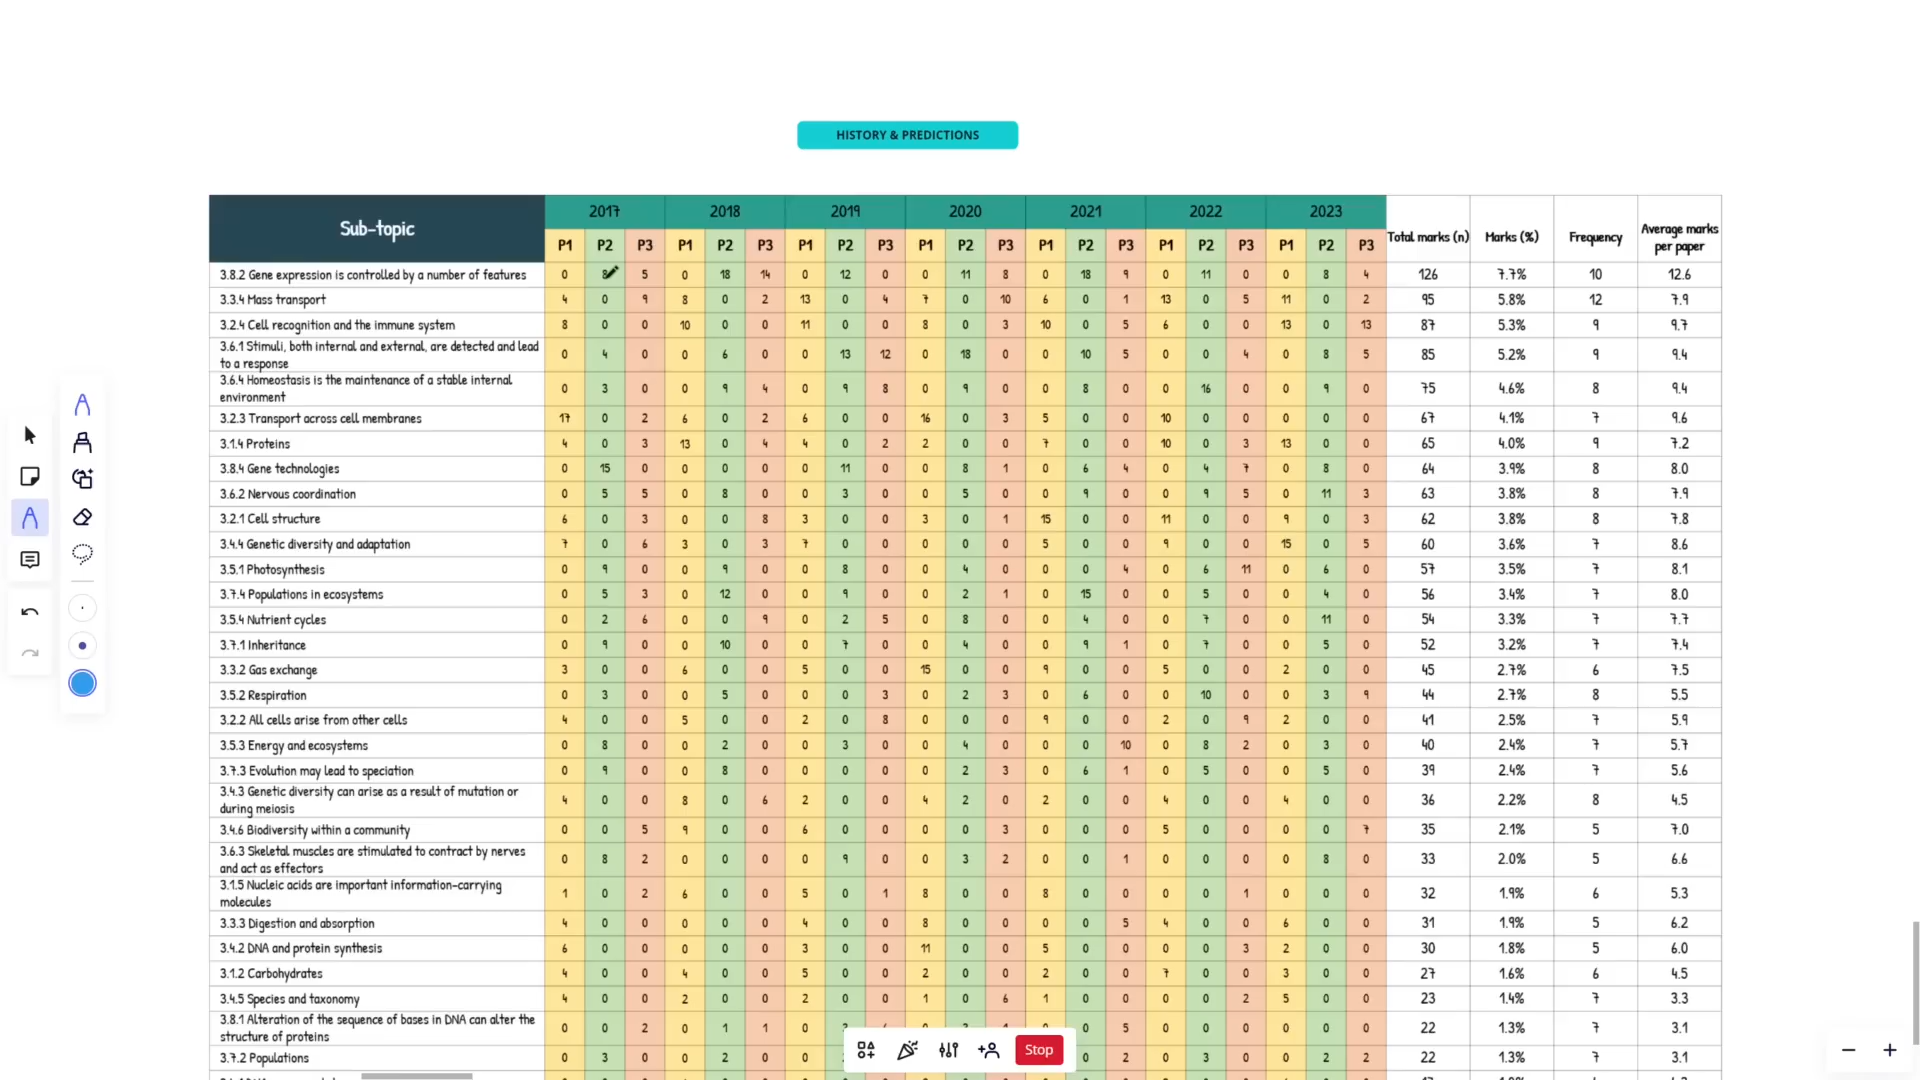 HISTORY & PREDICTIONS
Sub-topic 2017 2018 2019 2020 2021 2022 2023 Total marks (n) Marks (%) Frequency Average marks per paper
P1 P2 P3 P1 P2 P3 P1 P2 P3 P1 P2 P3 P1 P2 P3 P1 P2 P3 P1 P2 P3
3.8.2 Gene expression is controlled by a number of features 0 8 5 0 18 14 0 12 0 0 11 8 0 18 9 0 11 0 0 8 4 126 7.7% 10 12.6
3.3.4 Mass transport 4 0 9 8 0 2 13 0 4 7 0 10 6 0 1 13 0 5 11 0 2 95 5.8% 12 7.9
3.2.4 Cell recognition and the immune system 8 0 0 10 0 0 11 0 0 8 0 3 10 0 5 6 0 0 13 0 13 87 5.3% 9 9.7
3.6.1 Stimuli, both internal and external, are detected and lead
to a response 0 4 0 0 6 0 0 13 12 0 18 0 0 10 5 0 0 4 0 8 5 85 5.2% 9 9.4
3.6.4 Homeostasis is the maintenance of a stable internal
environment 0 3 0 0 9 4 0 9 8 0 9 0 0 8 0 0 16 0 0 9 0 75 4.6% 8 9.4
3.2.3 Transport across cell membranes 17 0 2 6 0 2 6 0 0 16 0 3 5 0 0 10 0 0 0 0 0 67 4.1% 7 9.6
3.1.4 Proteins 4 0 3 13 0 4 4 0 2 2 0 0 7 0 0 10 0 3 13 0 0 65 4.0% 9 7.2
3.8.4 Gene technologies 0 15 0 0 0 0 0 11 0 0 8 1 0 6 4 0 4 7 0 8 0 64 3.9% 8 8.0
3.6.2 Nervous coordination 0 5 5 0 8 0 0 3 0 0 5 0 0 9 0 0 9 5 0 11 3 63 3.8% 8 7.9
3.2.1 Cell structure 6 0 3 0 0 8 3 0 0 3 0 1 15 0 0 11 0 0 9 0 3 62 3.8% 8 7.8
3.4.4 Genetic diversity and adaptation 7 0 6 3 0 3 7 0 0 0 0 0 5 0 0 9 0 0 15 0 5 60 3.6% 7 8.6
3.5.1 Photosynthesis 0 9 0 0 9 0 0 8 0 0 4 0 0 0 4 0 6 11 0 6 0 57 3.5% 7 8.1
3.7.4 Populations in ecosystems 0 5 3 0 12 0 0 9 0 0 2 1 0 15 0 0 5 0 0 4 0 56 3.4% 7 8.0
3.5.4 Nutrient cycles 0 2 6 0 0 9 0 2 5 0 8 0 0 4 0 0 7 0 0 11 0 54 3.3% 7 7.7
3.7.1 Inheritance 0 9 0 0 10 0 0 7 0 0 4 0 0 9 1 0 7 0 0 5 0 52 3.2% 7 7.4
3.3.2 Gas exchange 3 0 0 6 0 0 5 0 0 15 0 0 9 0 0 5 0 0 2 0 0 45 2.7% 6 7.5
3.5.2 Respiration 0 3 0 0 5 0 0 0 3 0 2 3 0 6 0 0 10 0 0 3 9 44 2.7% 8 5.5
3.2.2 All cells arise from other cells 4 0 0 5 0 0 2 0 8 0 0 0 9 0 0 2 0 9 2 0 0 41 2.5% 7 5.9
3.5.3 Energy and ecosystems 0 8 0 0 2 0 0 3 0 0 4 0 0 0 10 0 8 2 0 3 0 40 2.4% 7 5.7
3.7.3 Evolution may lead to speciation 0 9 0 0 8 0 0 0 0 0 2 3 0 6 1 0 5 0 0 5 0 39 2.4% 7 5.6
3.4.3 Genetic diversity can arise as a result of mutation or
during meiosis 4 0 0 8 0 6 2 0 0 4 2 0 2 0 0 4 0 0 4 0 0 36 2.2% 8 4.5
3.4.6 Biodiversity within a community 0 0 5 9 0 0 6 0 0 0 0 3 0 0 0 5 0 0 0 0 7 35 2.1% 5 7.0
3.6.3 Skeletal muscles are stimulated to contract by nerves
and act as effectors 0 8 2 0 0 0 0 9 0 0 3 2 0 0 1 0 0 0 0 8 0 33 2.0% 5 6.6
3.1.5 Nucleic acids are important information-carrying
molecules 1 0 2 6 0 0 5 0 1 8 0 0 8 0 0 0 0 1 0 0 0 32 1.9% 6 5.3
3.3.3 Digestion and absorption 4 0 0 0 0 0 4 0 0 8 0 0 0 0 5 4 0 0 6 0 0 31 1.9% 5 6.2
3.4.2 DNA and protein synthesis 6 0 0 0 0 0 3 0 0 11 0 0 5 0 0 0 0 3 2 0 0 30 1.8% 5 6.0
3.1.2 Carbohydrates 4 0 0 4 0 0 5 0 0 2 0 0 2 0 0 7 0 0 3 0 0 27 1.6% 6 4.5
3.4.5 Species and taxonomy 4 0 0 2 0 0 2 0 0 1 0 6 1 0 0 0 0 2 5 0 0 23 1.4% 7 3.3
3.8.1 Alteration of the sequence of bases in DNA can alter the
structure of proteins 0 0 2 0 1 1 0 0 0 5 0 0 0 0 0 0 22 1.3% 7 3.1
3.7.2 Populations 0 3 0 0 2 0 0 0 2 0 3 0 0 2 2 22 1.3% 7 3.1
Stop